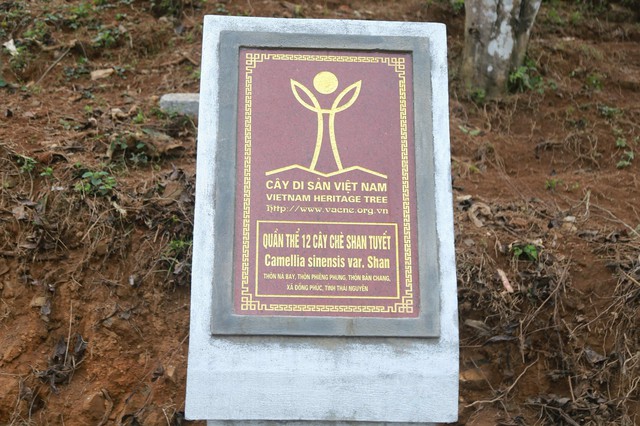 CÂY DI SẢN VIỆT NAM
VIETNAM HERITAGE TREE
http://www.vacne.org.vn
QUẦN THỂ 12 CÂY CHÈ SHAN TUYẾT
Camellia sinensis var. Shan
THÔN NÀ BAY, THÔN PHIÊNG PHUNG, THÔN BẢN CHANG,
XÃ ĐỒNG PHÚC, TỈNH THÁI NGUYÊN